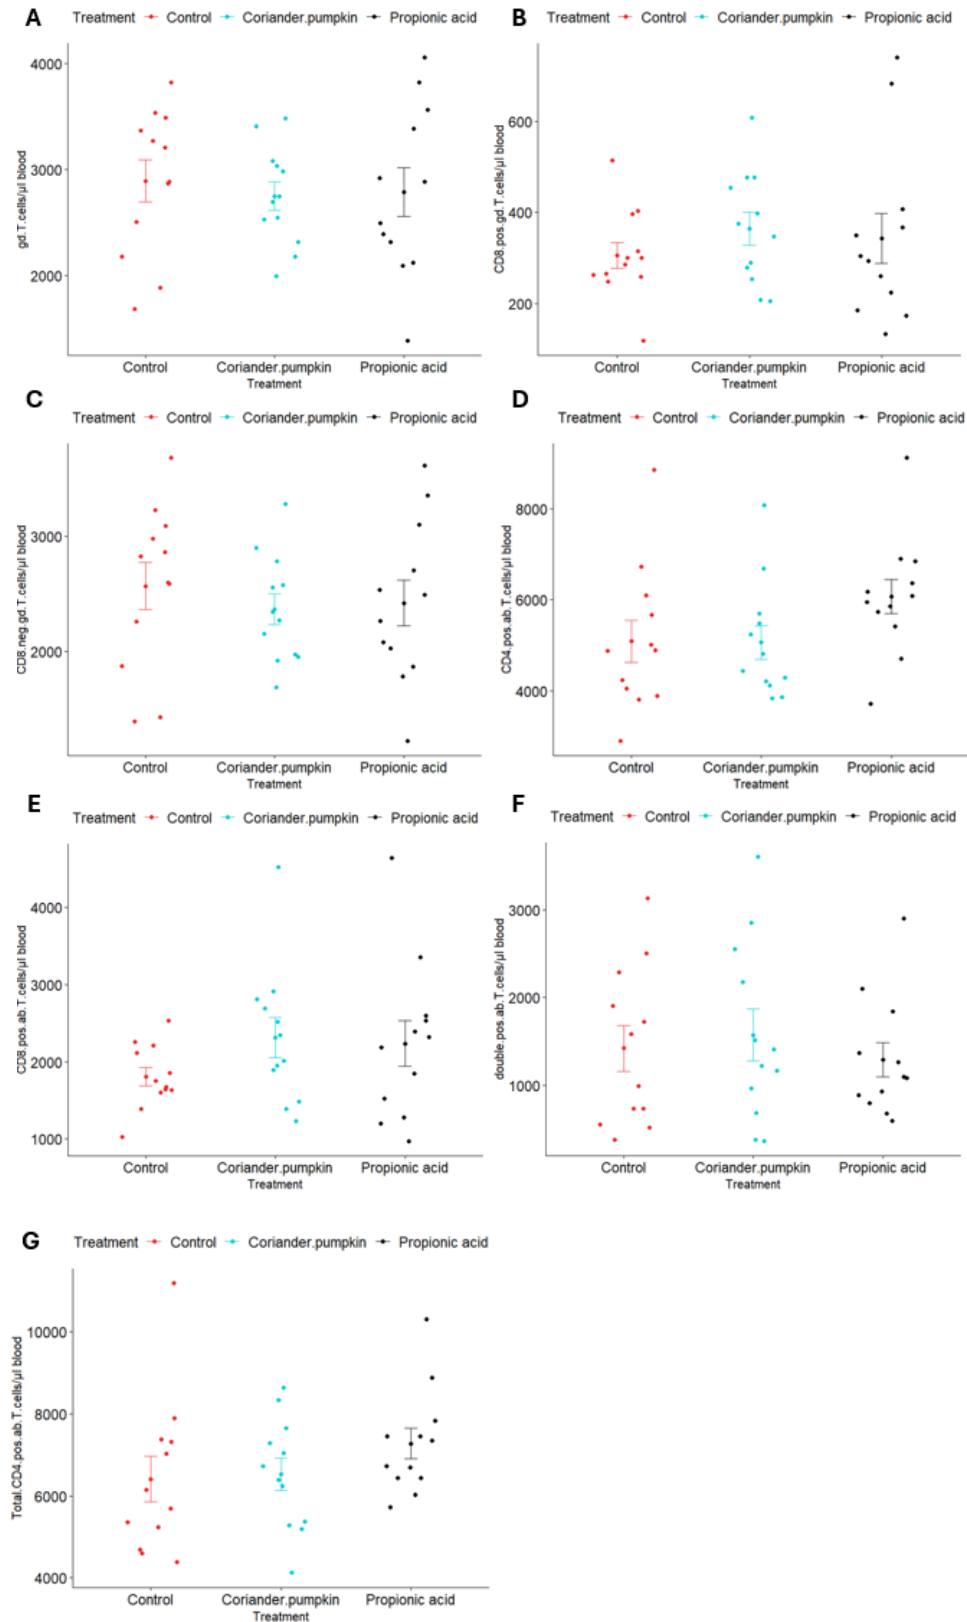 A
Treatment Control Coriander.pumpkin Propionic acid
gd.T.cells/µl blood
4000
3000
2000
Control Coriander.pumpkin Propionic acid
Treatment
B
Treatment Control Coriander.pumpkin Propionic acid
CD8.pos.gd.T.cells/µl blood
600
400
200
Control Coriander.pumpkin Propionic acid
Treatment
C
Treatment Control Coriander.pumpkin Propionic acid
CD8.neg.gd.T.cells/µl blood
3000
2000
Control Coriander.pumpkin Propionic acid
Treatment
D
Treatment Control Coriander.pumpkin Propionic acid
CD4.pos.ab.T.cells/µl blood
8000
6000
4000
Control Coriander.pumpkin Propionic acid
Treatment
E
Treatment Control Coriander.pumpkin Propionic acid
CD8.pos.ab.T.cells/µl blood
4000
3000
2000
1000
Control Coriander.pumpkin Propionic acid
Treatment
F
Treatment Control Coriander.pumpkin Propionic acid
double.pos.ab.T.cells/µl blood
3000
2000
1000
Control Coriander.pumpkin Propionic acid
Treatment
G
Treatment Control Coriander.pumpkin Propionic acid
Total.CD4.pos.ab.T.cells/µl blood
10000
8000
6000
4000
Control Coriander.pumpkin Propionic acid
Treatment